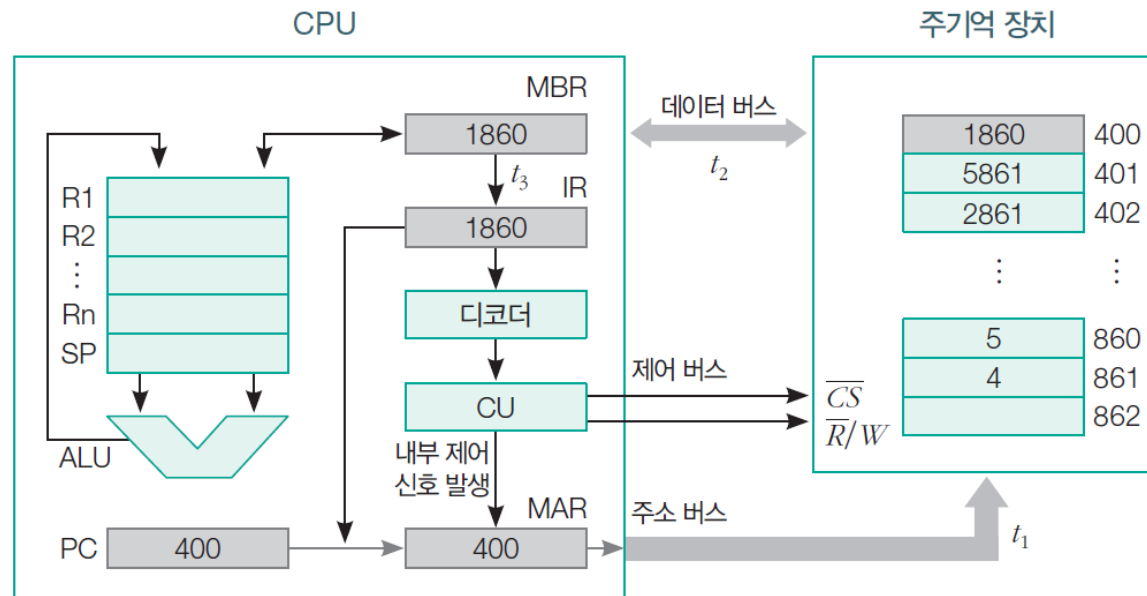 CPU
주기억 장치
MBR
1860
데이터 버스
t₂
1860 400
5861 401
2861 402
⋮ ⋮
t₃
IR
1860
R1
R2
⋮
Rn
SP
디코더
5 860
4 861
862
제어 버스
CU
C̅S̅
R̅/W
ALU
내부 제어
신호 발생
MAR
주소 버스
PC 400
400
t₁